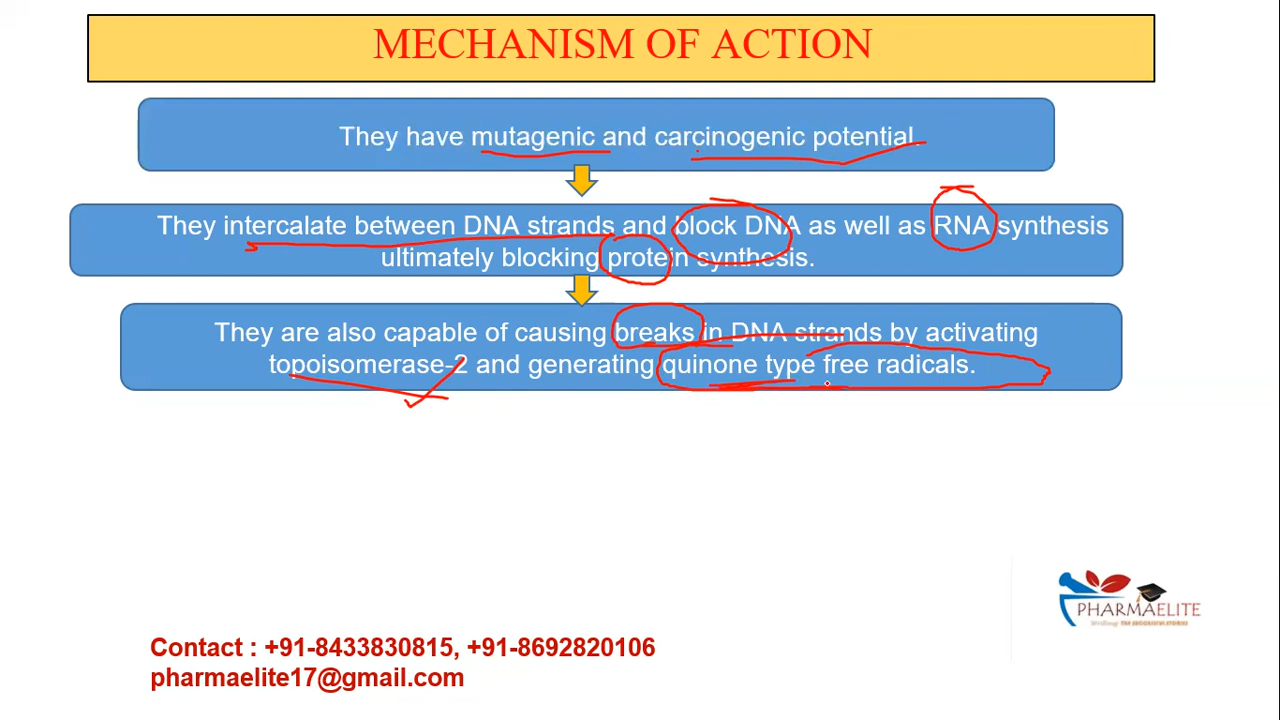 MECHANISM OF ACTION
They have mutagenic and carcinogenic potential.
They intercalate between DNA strands and block DNA as well as RNA synthesis
ultimately blocking protein synthesis.
They are also capable of causing breaks in DNA strands by activating
topoisomerase-2 and generating quinone type free radicals.
PHARMAELITE
Contact : +91-8433830815, +91-8692820106
pharmaelite17@gmail.com